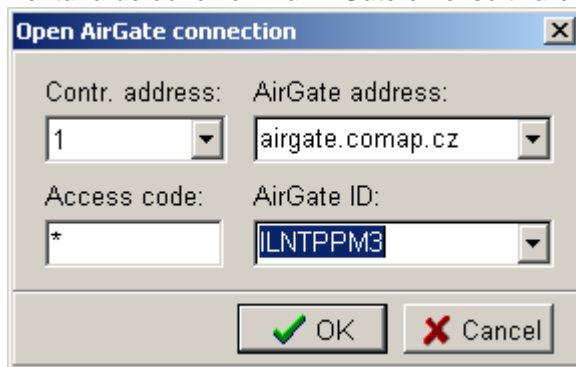 Open AirGate connection
Contr. address: AirGate address:
1 airgate.comap.cz
Access code: AirGate ID:
* ILNTPPM3
OK Cancel